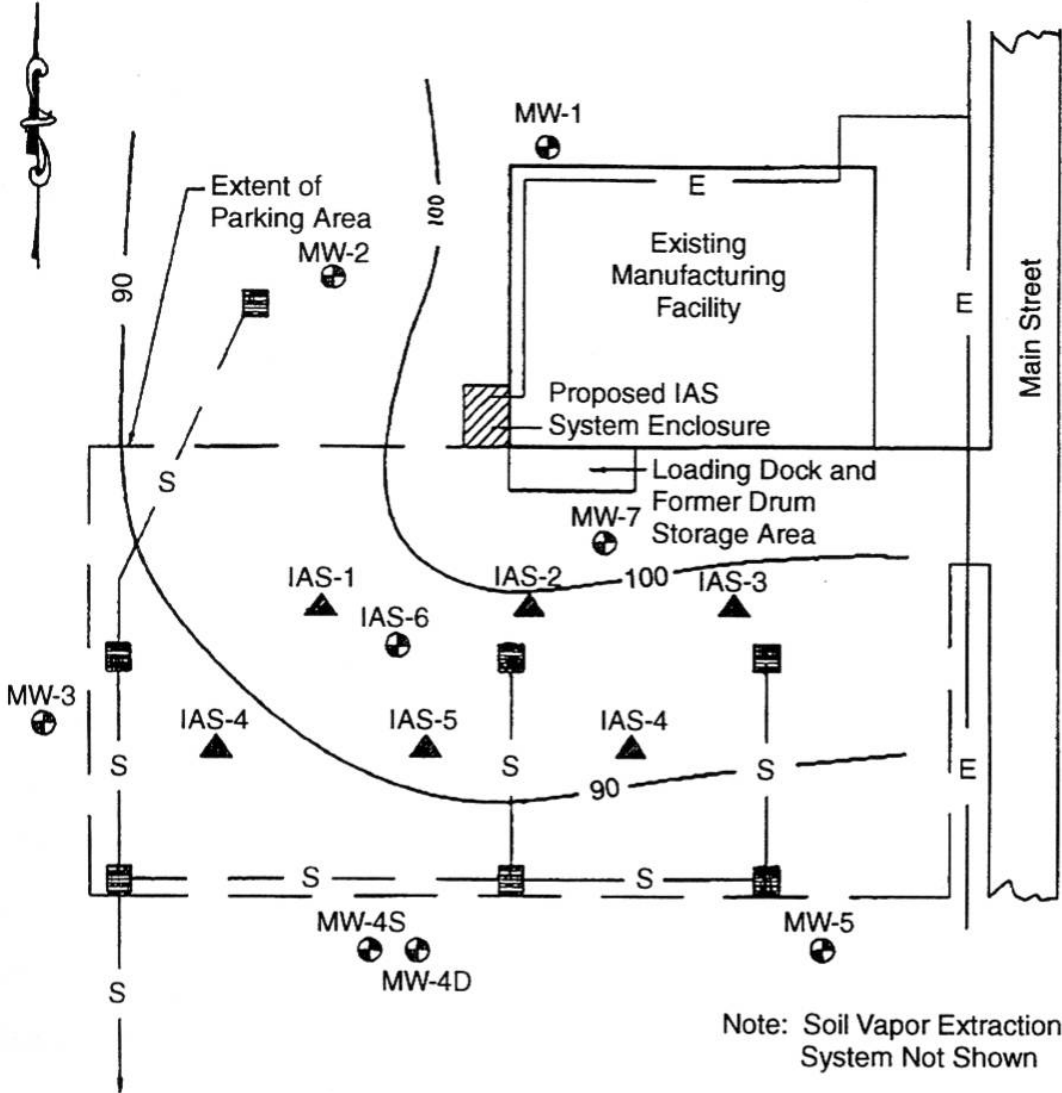 MW-1
Extent of
Parking Area
MW-2
100
90
E
Existing
Manufacturing
Facility
E
Main Street
Proposed IAS
System Enclosure
S
Loading Dock and
Former Drum
Storage Area
MW-7
100
IAS-1
IAS-2
IAS-3
IAS-6
MW-3
IAS-4
IAS-5
IAS-4
S
S
S
E
90
S
S
MW-4S
MW-4D
MW-5
S
Note: Soil Vapor Extraction
System Not Shown